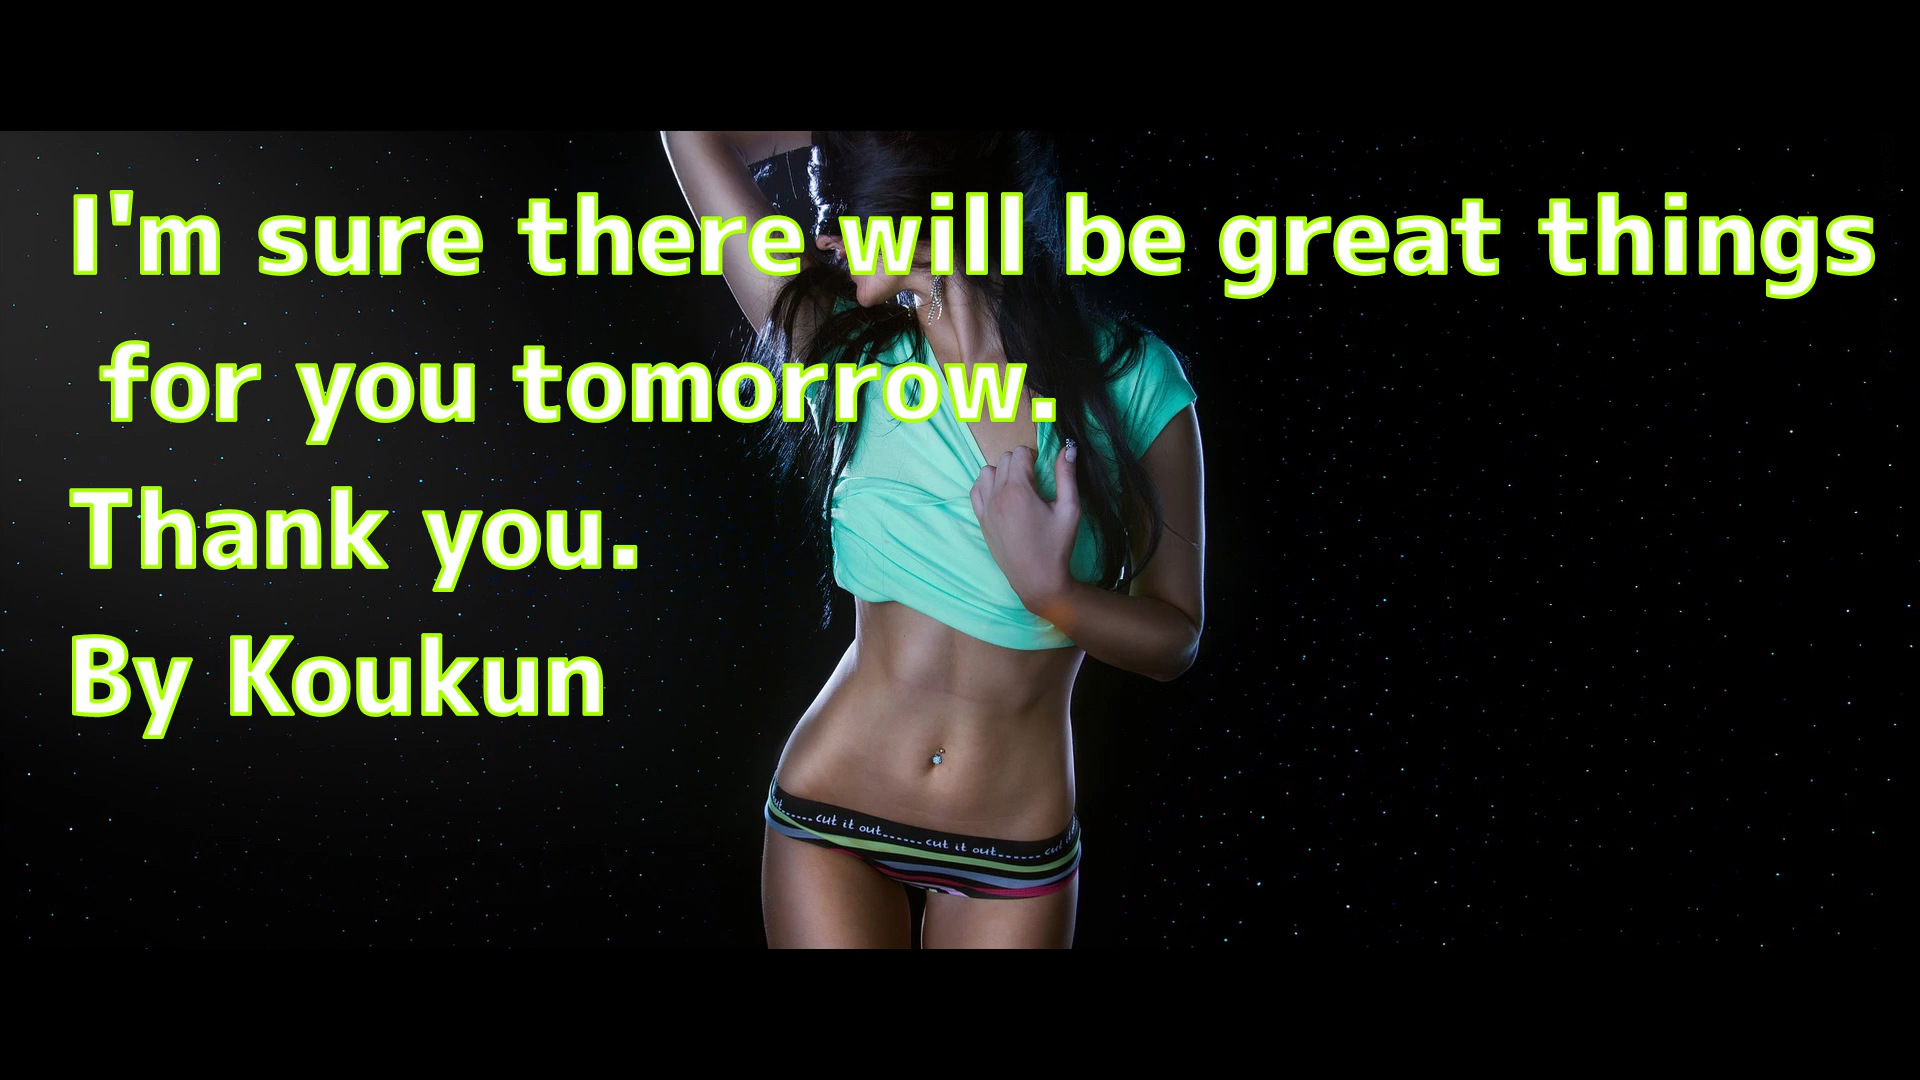 I'm sure there will be great things
for you tomorrow.
Thank you.
By Koukun
cut it out cut it out cut